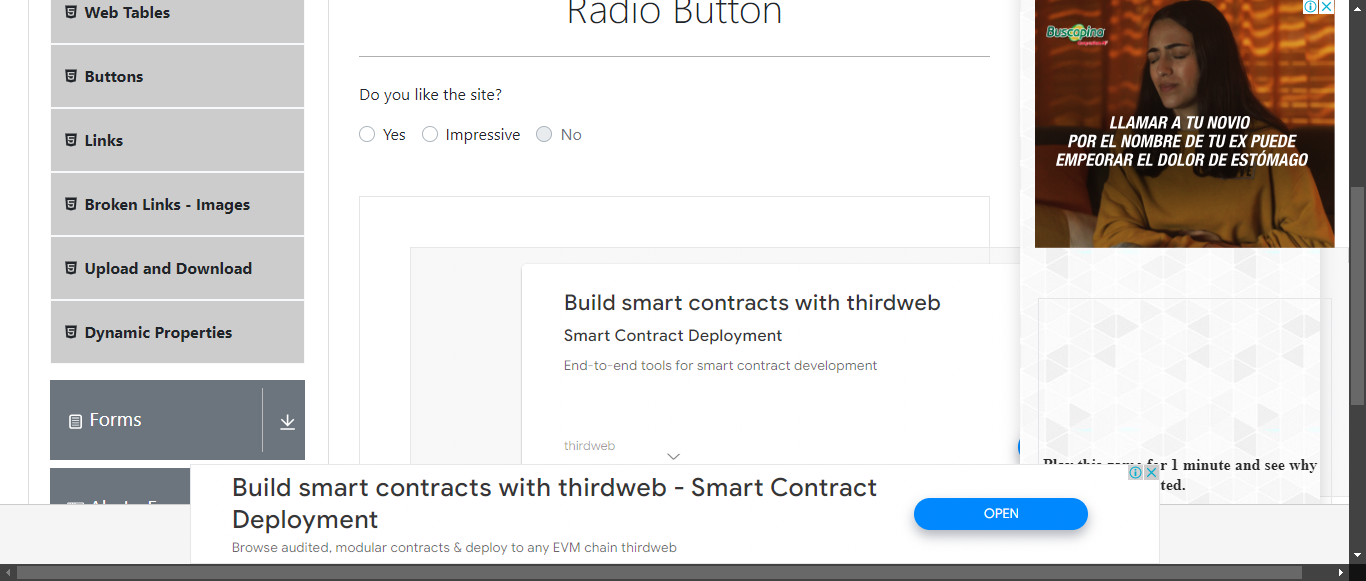 Web Tables
Buttons
Links
Broken Links - Images
Upload and Download
Dynamic Properties
Forms
Radio Button
Do you like the site?
Yes
Impressive
No
Build smart contracts with thirdweb
Smart Contract Deployment
End-to-end tools for smart contract development
thirdweb
Buscapina
LLAMAR A TU NOVIO
POR EL NOMBRE DE TU EX PUEDE
EMPEORAR EL DOLOR DE ESTÓMAGO
Play this game for 1 minute and see why
ted.
Build smart contracts with thirdweb - Smart Contract
Deployment
Browse audited, modular contracts & deploy to any EVM chain thirdweb
OPEN